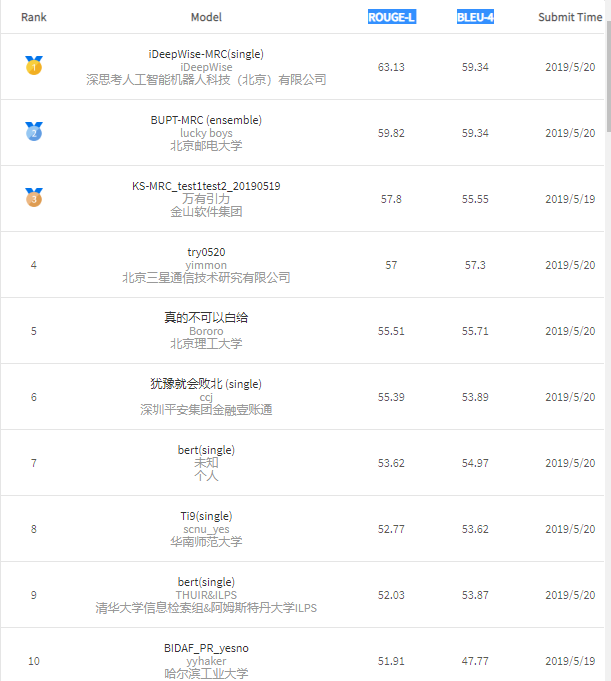 Rank Model ROUGE-L BLEU-4 Submit Time
iDeepWise-MRC(single)
1 iDeepWise 63.13 59.34 2019/5/20
深思考人工智能机器人科技（北京）有限公司
BUPT-MRC (ensemble)
2 lucky boys 59.82 59.34 2019/5/20
北京邮电大学
KS-MRC_test1test2_20190519
3 万有引力 57.8 55.55 2019/5/19
金山软件集团
try0520
4 yimmon 57 57.3 2019/5/20
北京三星通信技术研究有限公司
真的不可以白给
5 Bororo 55.51 55.71 2019/5/20
北京理工大学
犹豫就会败北 (single)
6 ccj 55.39 53.89 2019/5/20
深圳平安集团金融壹账通
bert(single)
7 未知 53.62 54.97 2019/5/20
个人
Ti9(single)
8 scnu_yes 52.77 53.62 2019/5/20
华南师范大学
bert(single)
9 THUIR&ILPS 52.03 53.87 2019/5/20
清华大学信息检索组&阿姆斯特丹大学ILPS
BIDAF_PR_yesno
10 yyhaker 51.91 47.77 2019/5/19
哈尔滨工业大学